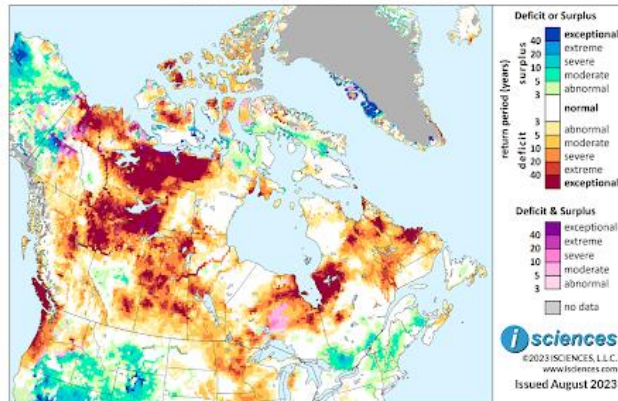 Deficit or Surplus
return period (years)
surplus
40
exceptional
20
extreme
10
severe
5
moderate
3
abnormal
normal
deficit
3
abnormal
5
moderate
10
severe
20
extreme
40
exceptional
Deficit & Surplus
40
exceptional
20
extreme
10
severe
5
moderate
3
abnormal
no data
isciences
©2023 ISCIENCES, L.L.C.
www.isciences.com
Issued August 2023